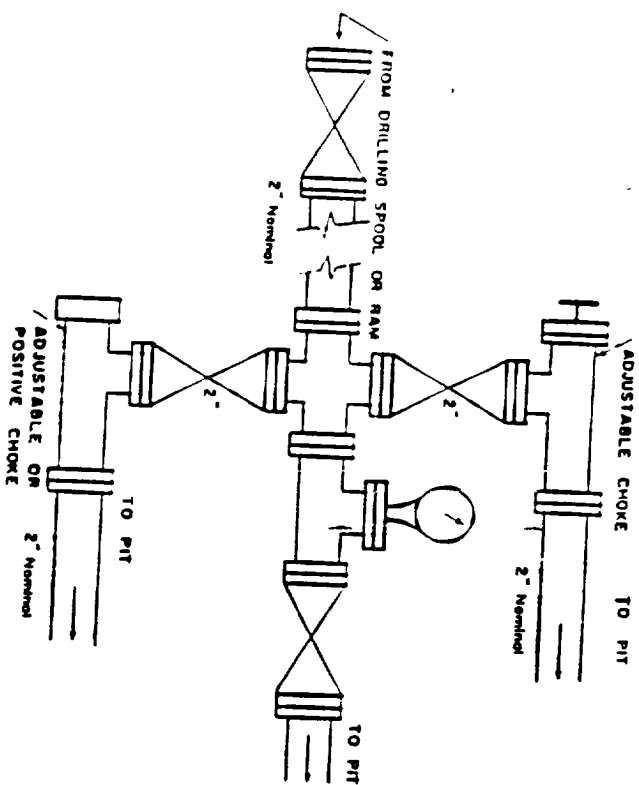 FROM DRILLING SPOOL OR RAM
2" Nominal
ADJUSTABLE CHOKE
TO PIT
2" Nominal
2"
2"
ADJUSTABLE OR
POSITIVE CHOKE
TO PIT
2" Nominal
TO PIT